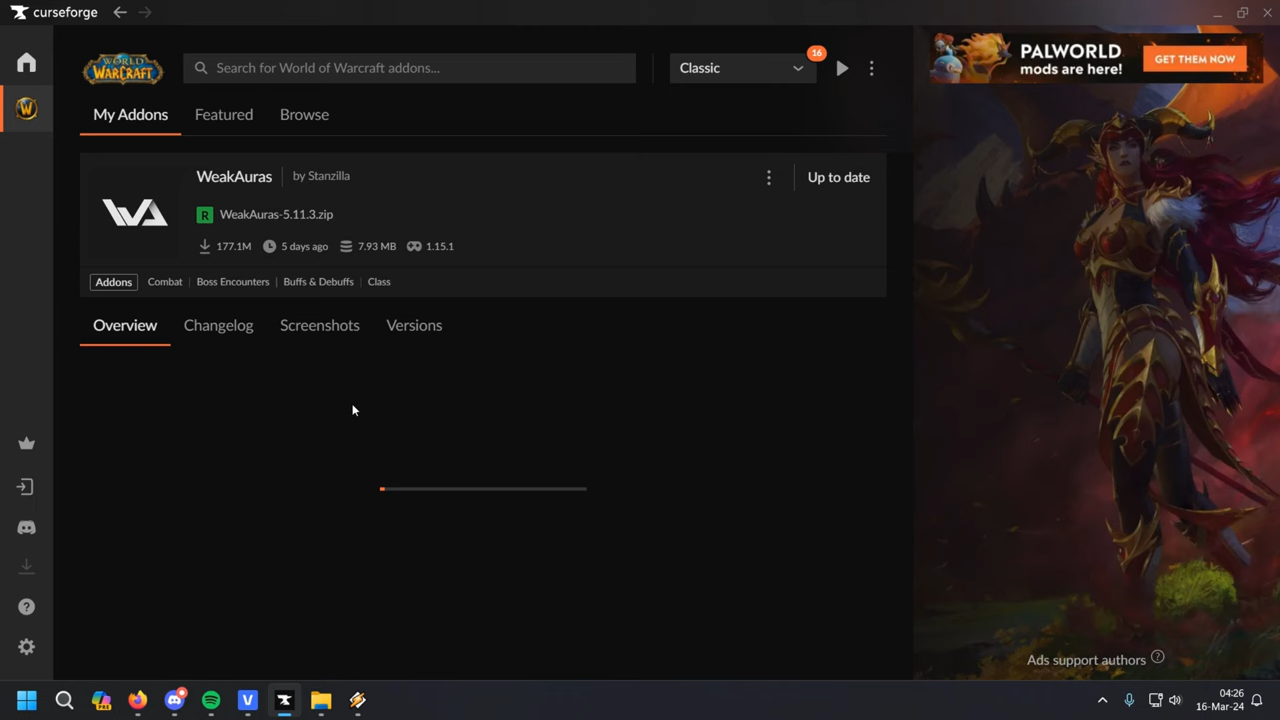 curseforge
WORLD
WARCRAFT
Search for World of Warcraft addons...
Classic
16
PALWORLD
mods are here!
GET THEM NOW
My Addons
Featured
Browse
WeakAuras
by Stanzilla
Up to date
R
WeakAuras-5.11.3.zip
177.1M
5 days ago
7.93 MB
1.15.1
Addons
Combat
Boss Encounters
Buffs & Debuffs
Class
Overview
Changelog
Screenshots
Versions
Ads support authors
04:26
16-Mar-24